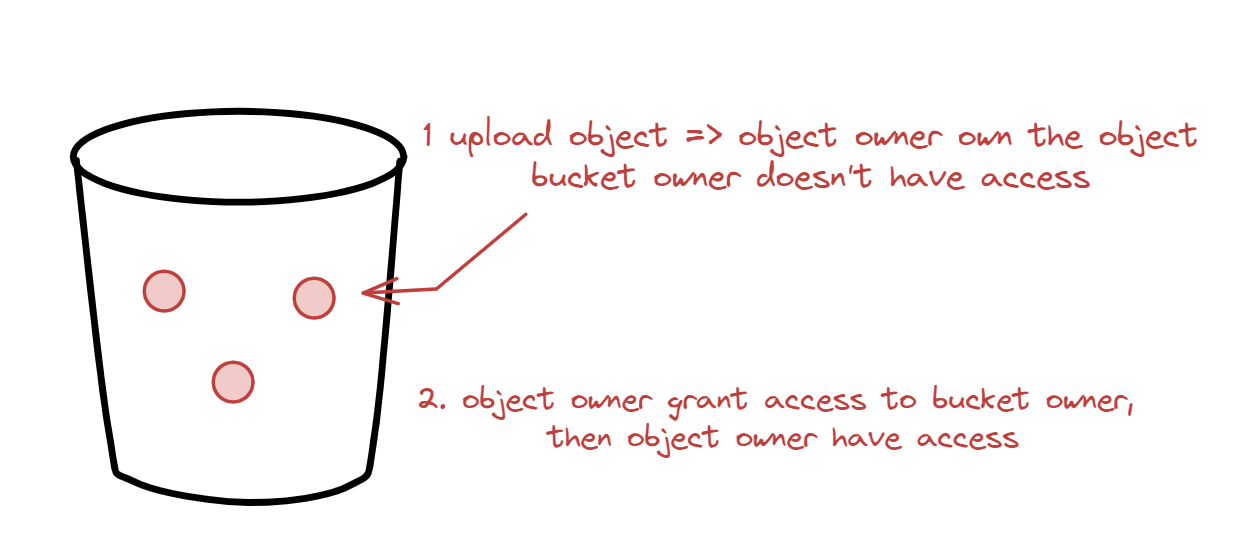 1 upload object => object owner own the object
bucket owner doesn't have access
2. object owner grant access to bucket owner,
then object owner have access